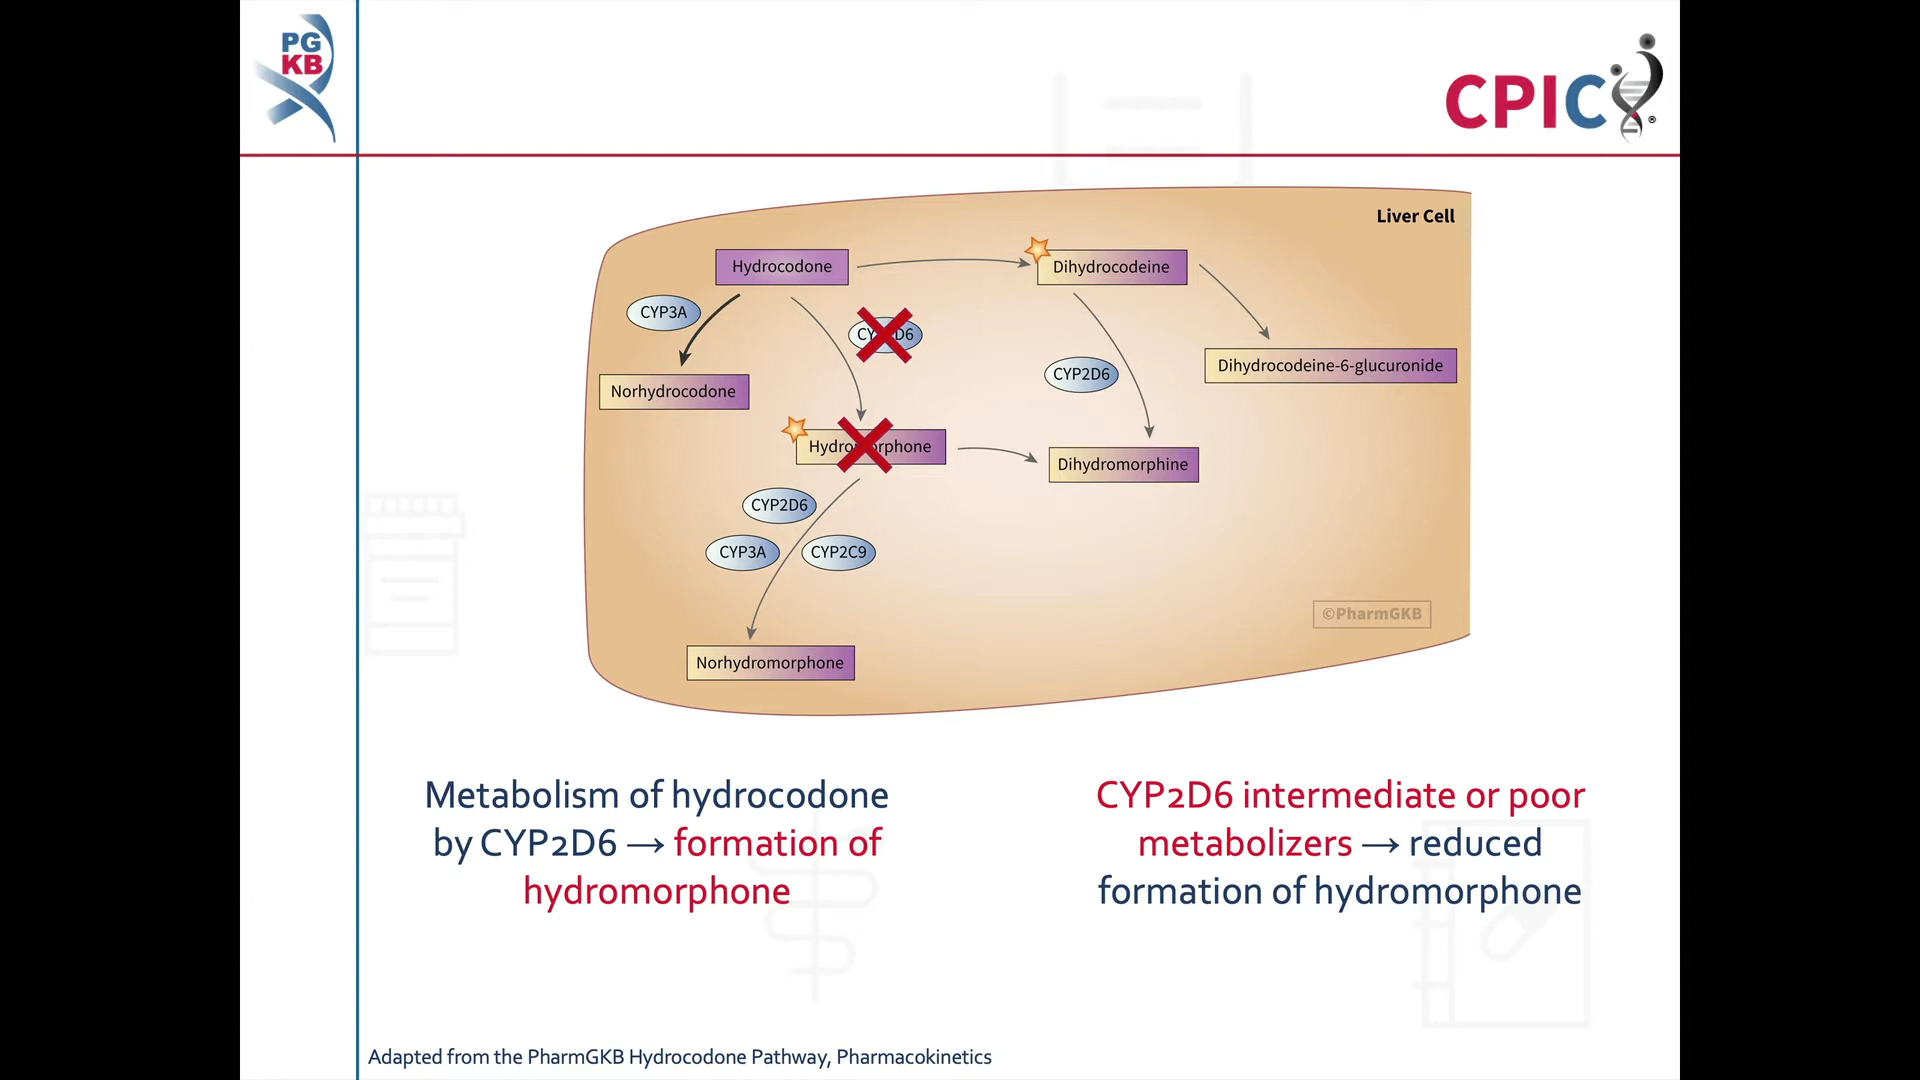 PG
KB
CPIC®
Liver Cell
Hydrocodone
Dihydrocodeine
CYP3A
CYP2D6
Dihydrocodeine-6-glucuronide
CYP2D6
Norhydrocodone
Hydromorphone
Dihydromorphine
CYP2D6
CYP3A
CYP2C9
©PharmGKB
Norhydromorphone
Metabolism of hydrocodone
by CYP2D6 → formation of
hydromorphone
CYP2D6 intermediate or poor
metabolizers → reduced
formation of hydromorphone
Adapted from the PharmGKB Hydrocodone Pathway, Pharmacokinetics